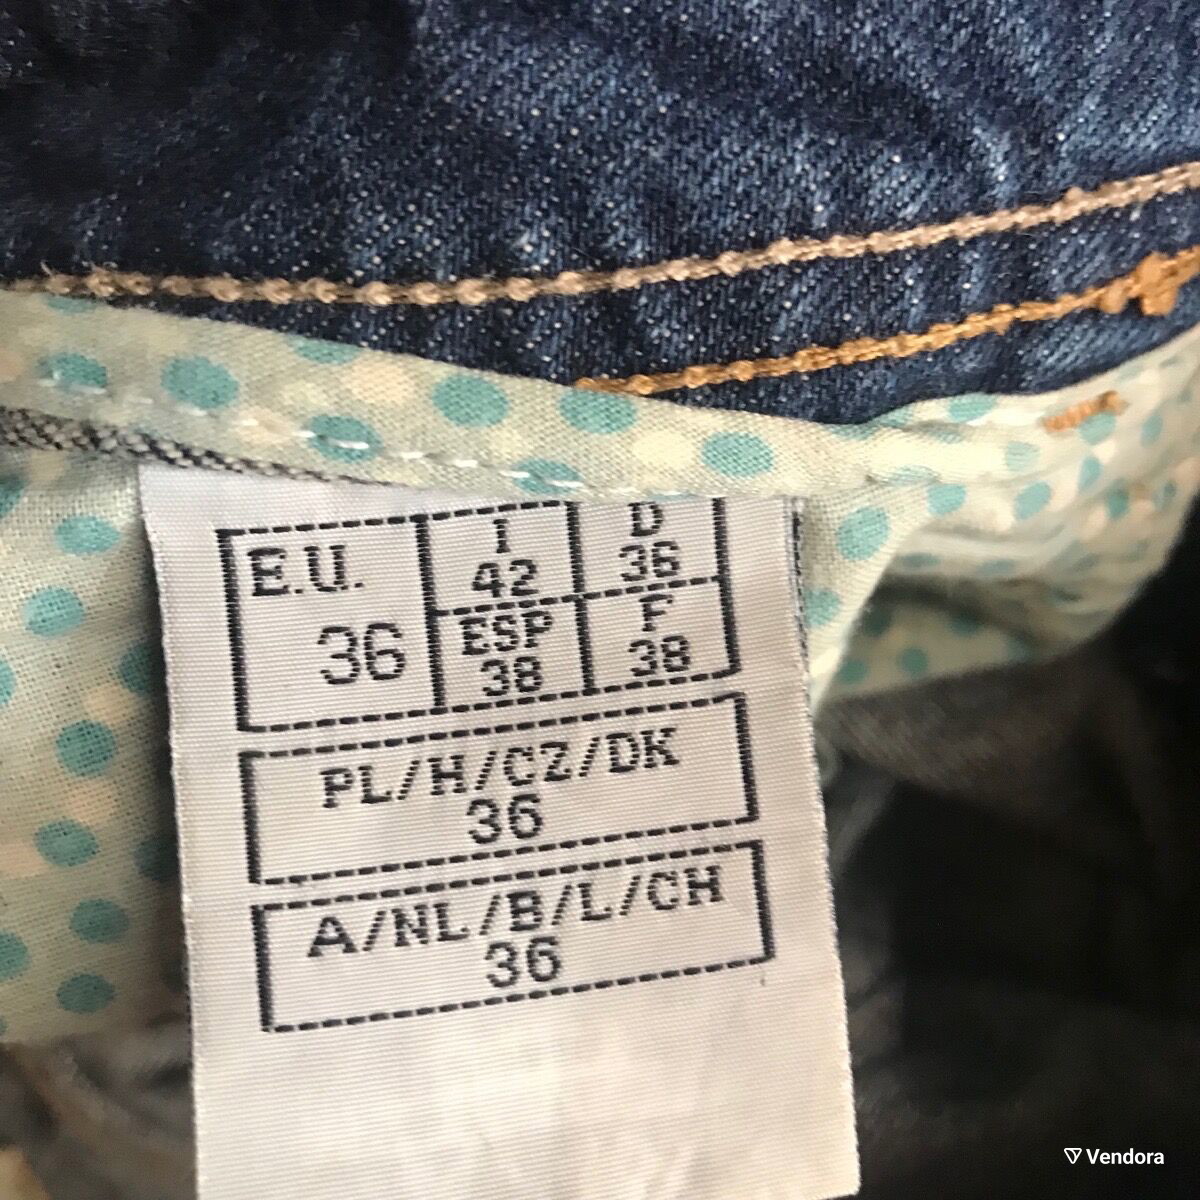 E.U.
36
I
42
D
36
ESP
38
F
38
PL/H/CZ/DK
36
A/NL/B/L/CH
36
Vendora